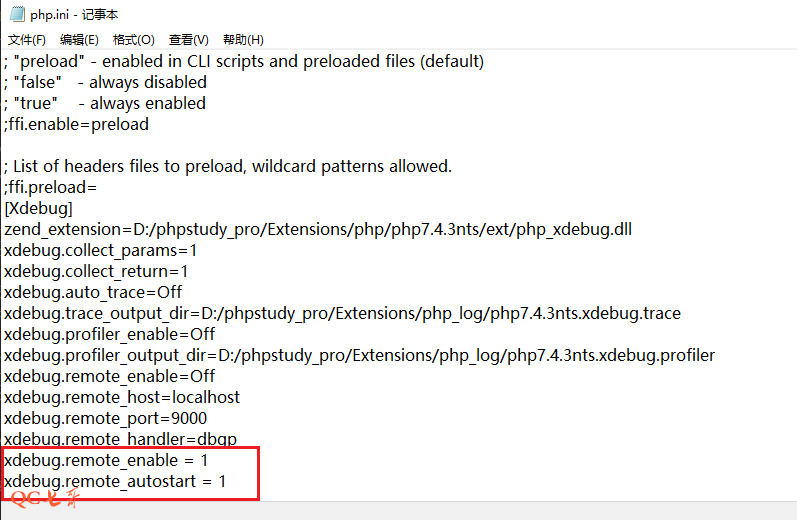 php.ini - 记事本
文件(F) 编辑(E) 格式(O) 查看(V) 帮助(H)
; "preload" - enabled in CLI scripts and preloaded files (default)
; "false" - always disabled
; "true" - always enabled
;ffi.enable=preload
; List of headers files to preload, wildcard patterns allowed.
;ffi.preload=
[Xdebug]
zend_extension=D:/phpstudy_pro/Extensions/php/php7.4.3nts/ext/php_xdebug.dll
xdebug.collect_params=1
xdebug.collect_return=1
xdebug.auto_trace=Off
xdebug.trace_output_dir=D:/phpstudy_pro/Extensions/php_log/php7.4.3nts.xdebug.trace
xdebug.profiler_enable=Off
xdebug.profiler_output_dir=D:/phpstudy_pro/Extensions/php_log/php7.4.3nts.xdebug.profiler
xdebug.remote_enable=Off
xdebug.remote_host=localhost
xdebug.remote_port=9000
xdebug.remote_handler=dbgp
xdebug.remote_enable = 1
xdebug.remote_autostart = 1
QC七哥